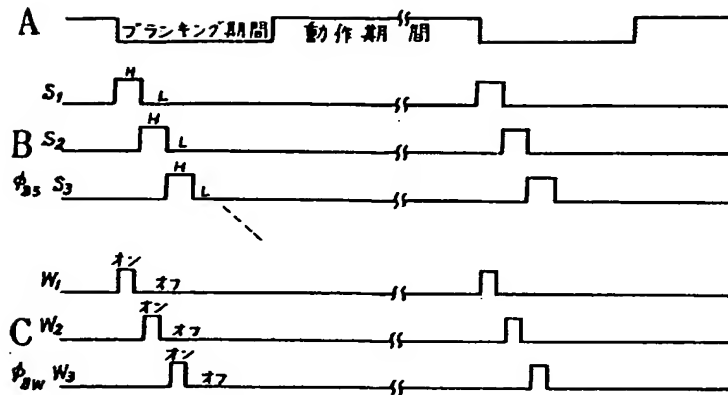 A ブランキング期間 動作期間
H
S1 L
H
B S2 L
H
φBS S3 L
オン
W1 オフ
オン
C W2 オフ
オン
φBW W3 オフ